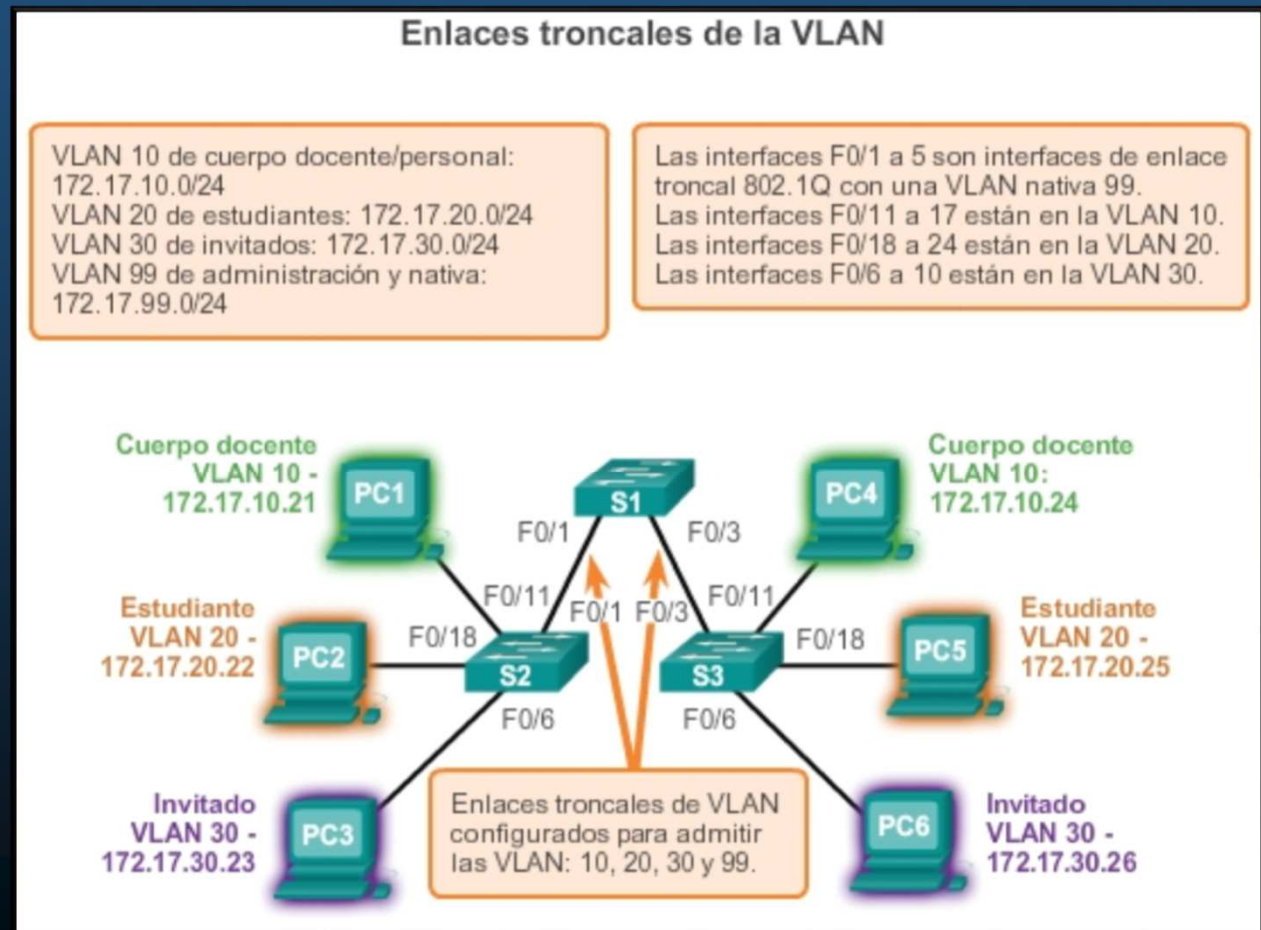 Enlaces troncales de la VLAN
VLAN 10 de cuerpo docente/personal:
172.17.10.0/24
VLAN 20 de estudiantes: 172.17.20.0/24
VLAN 30 de invitados: 172.17.30.0/24
VLAN 99 de administración y nativa:
172.17.99.0/24
Las interfaces F0/1 a 5 son interfaces de enlace
troncal 802.1Q con una VLAN nativa 99.
Las interfaces F0/11 a 17 están en la VLAN 10.
Las interfaces F0/18 a 24 están en la VLAN 20.
Las interfaces F0/6 a 10 están en la VLAN 30.
Cuerpo docente
VLAN 10 -
172.17.10.21
PC1
S1
PC4
Cuerpo docente
VLAN 10:
172.17.10.24
F0/1
F0/3
F0/11
F0/1
F0/3
F0/11
Estudiante
VLAN 20 -
172.17.20.22
PC2
F0/18
S2
S3
F0/18
PC5
Estudiante
VLAN 20 -
172.17.20.25
F0/6
F0/6
Invitado
VLAN 30 -
172.17.30.23
PC3
Enlaces troncales de VLAN
configurados para admitir
las VLAN: 10, 20, 30 y 99.
PC6
Invitado
VLAN 30 -
172.17.30.26